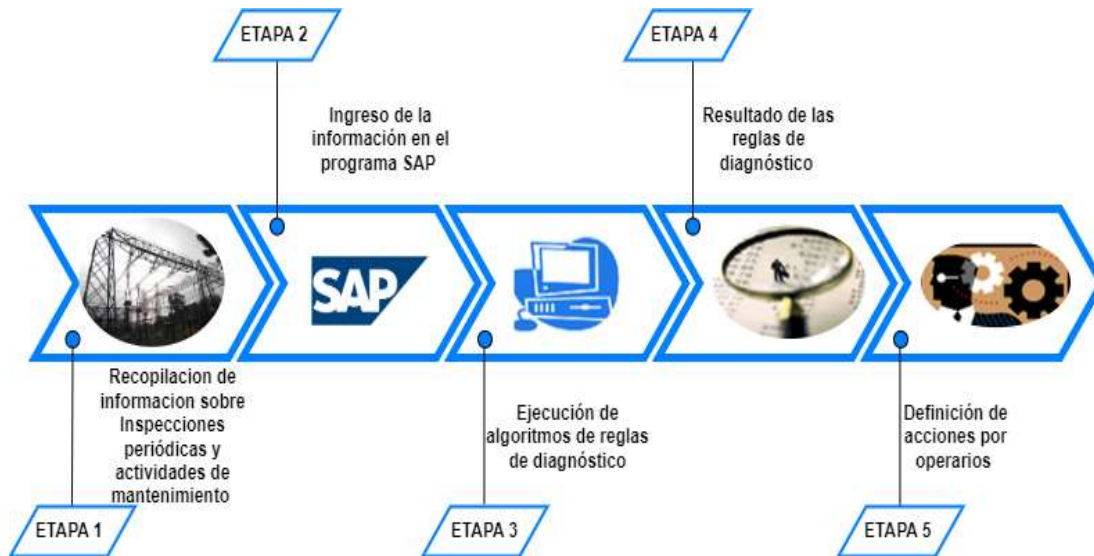 ETAPA 2
ETAPA 4
Ingreso de la
información en el
programa SAP
Resultado de las
reglas de
diagnóstico
SAP
Recopilacion de
informacion sobre
Inspecciones
periódicas y
actividades de
mantenimiento
Ejecución de
algoritmos de reglas
de diagnóstico
Definición de
acciones por
operarios
ETAPA 1
ETAPA 3
ETAPA 5